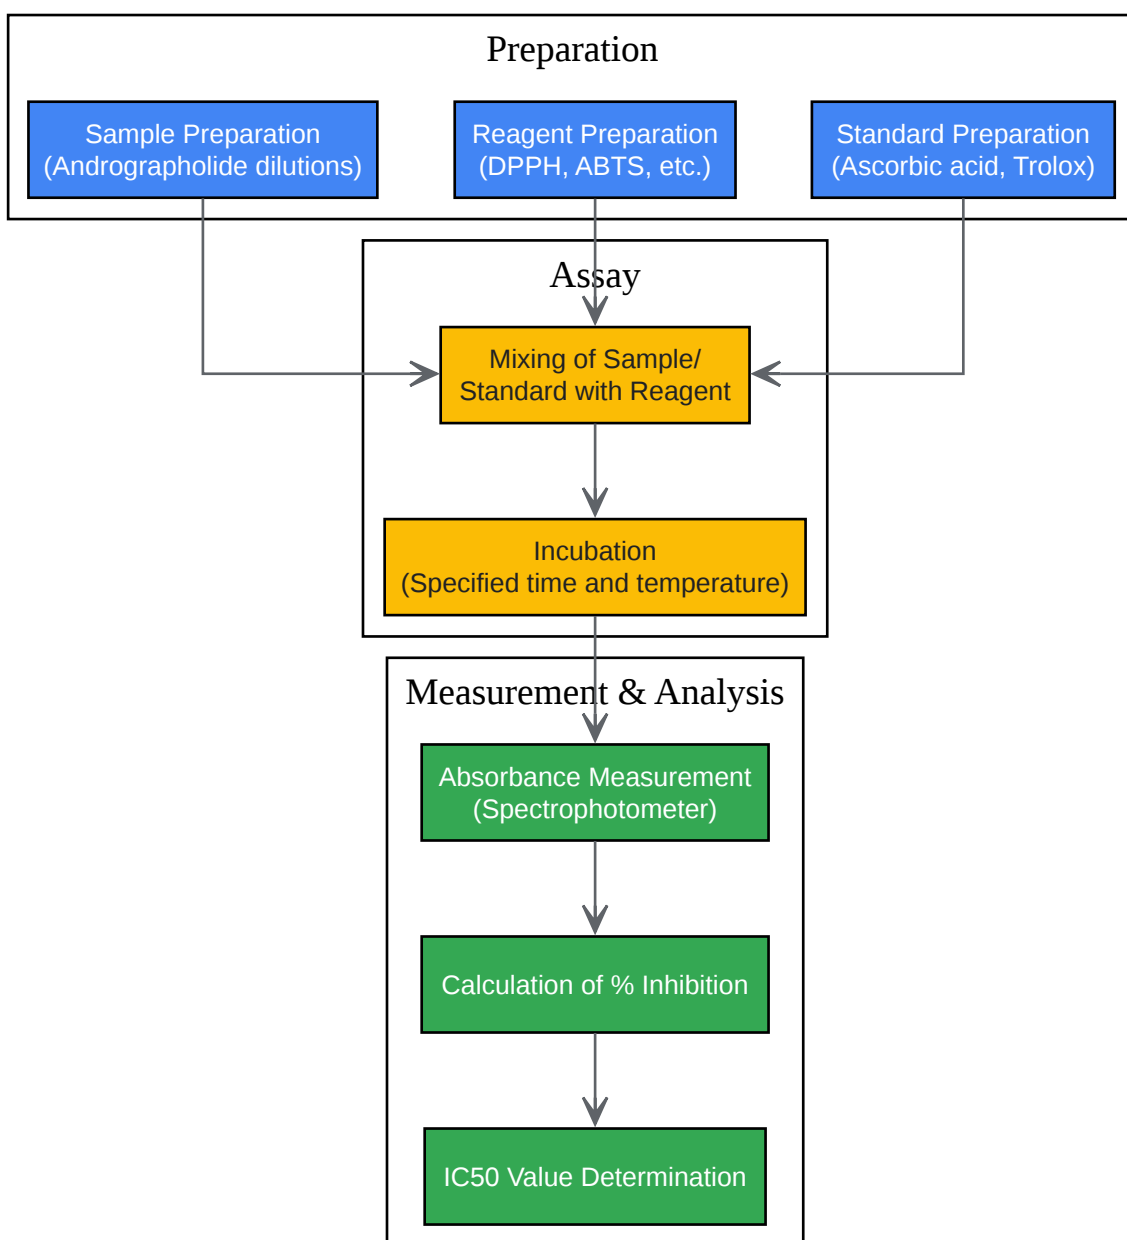 Preparation
Sample Preparation
(Andrographolide dilutions)
Reagent Preparation
(DPPH, ABTS, etc.)
Standard Preparation
(Ascorbic acid, Trolox)
Assay
Mixing of Sample/
Standard with Reagent
Incubation
(Specified time and temperature)
Measurement & Analysis
Absorbance Measurement
(Spectrophotometer)
Calculation of % Inhibition
IC50 Value Determination